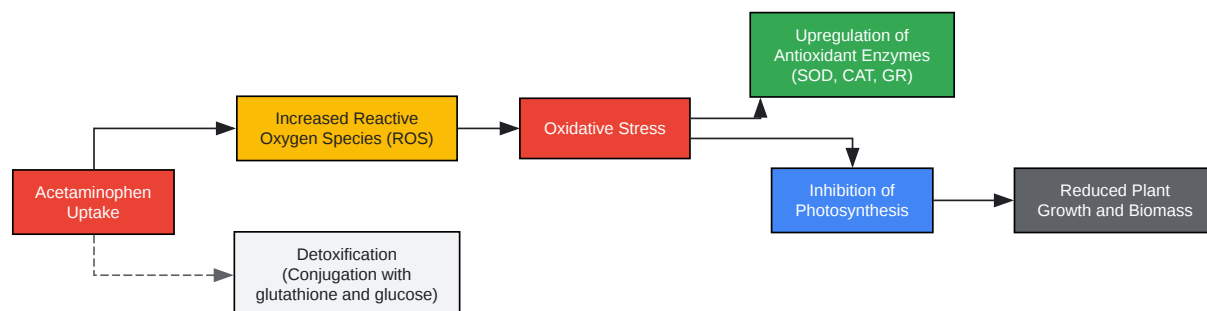 Upregulation of
Antioxidant Enzymes
(SOD, CAT, GR)
Increased Reactive
Oxygen Species (ROS)
Oxidative Stress
Acetaminophen
Uptake
Inhibition of
Photosynthesis
Reduced Plant
Growth and Biomass
Detoxification
(Conjugation with
glutathione and glucose)